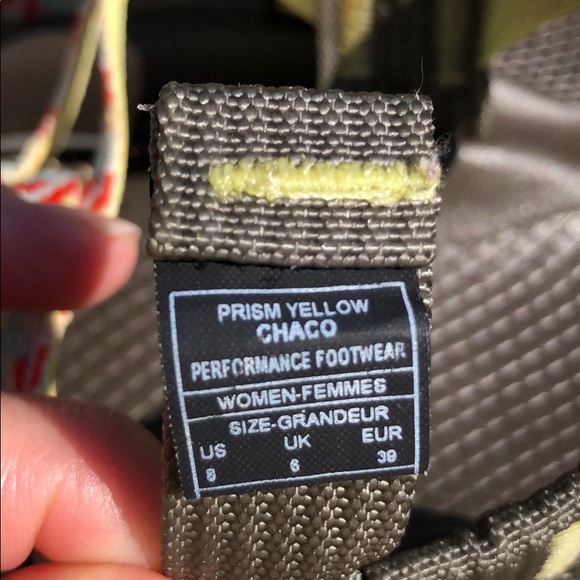 PRISM YELLOW
CHACO
PERFORMANCE FOOTWEAR
WOMEN-FEMMES
SIZE-GRANDEUR
US UK EUR
8 6 39